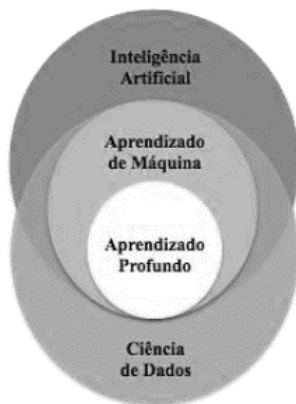 Inteligência
Artificial
Aprendizado
de Máquina
Aprendizado
Profundo
Ciência
de Dados